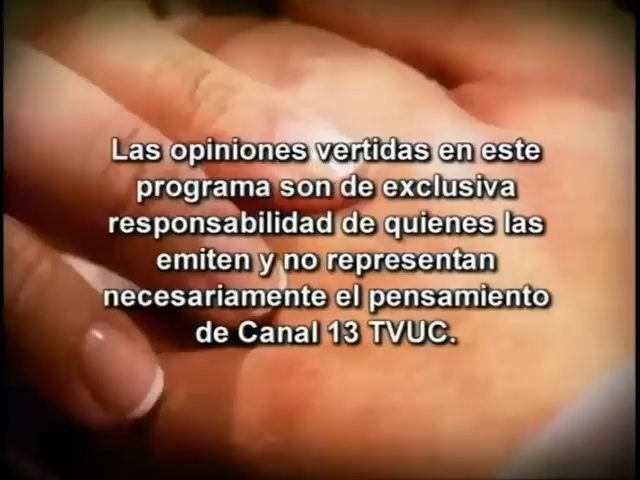 Las opiniones vertidas en este
programa son de exclusiva
responsabilidad de quienes las
emiten y no representan
necesariamente el pensamiento
de Canal 13 TVUC.